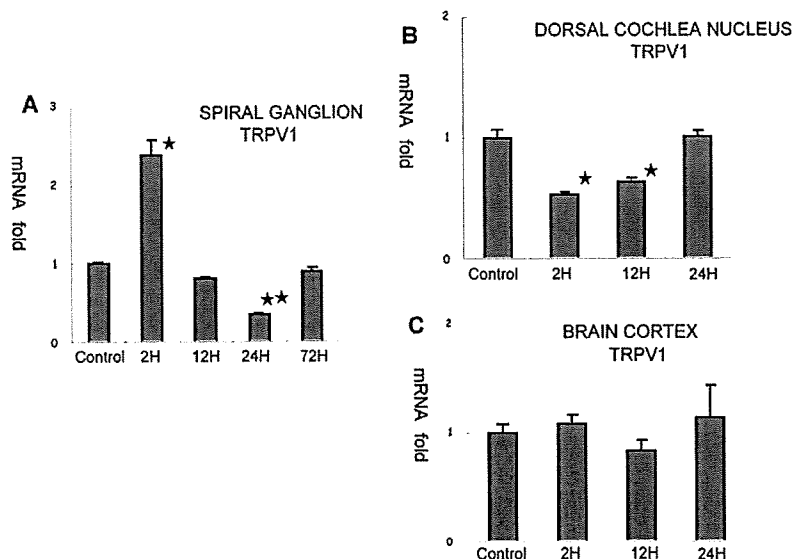 A
SPIRAL GANGLION
TRPV1
mRNA fold
3
2
1
0
Control 2H 12H 24H 72H
★
★★
B
DORSAL COCHLEA NUCLEUS
TRPV1
mRNA fold
2
1
0
Control 2H 12H 24H
★
★
C
BRAIN CORTEX
TRPV1
mRNA fold
2
1
0
Control 2H 12H 24H